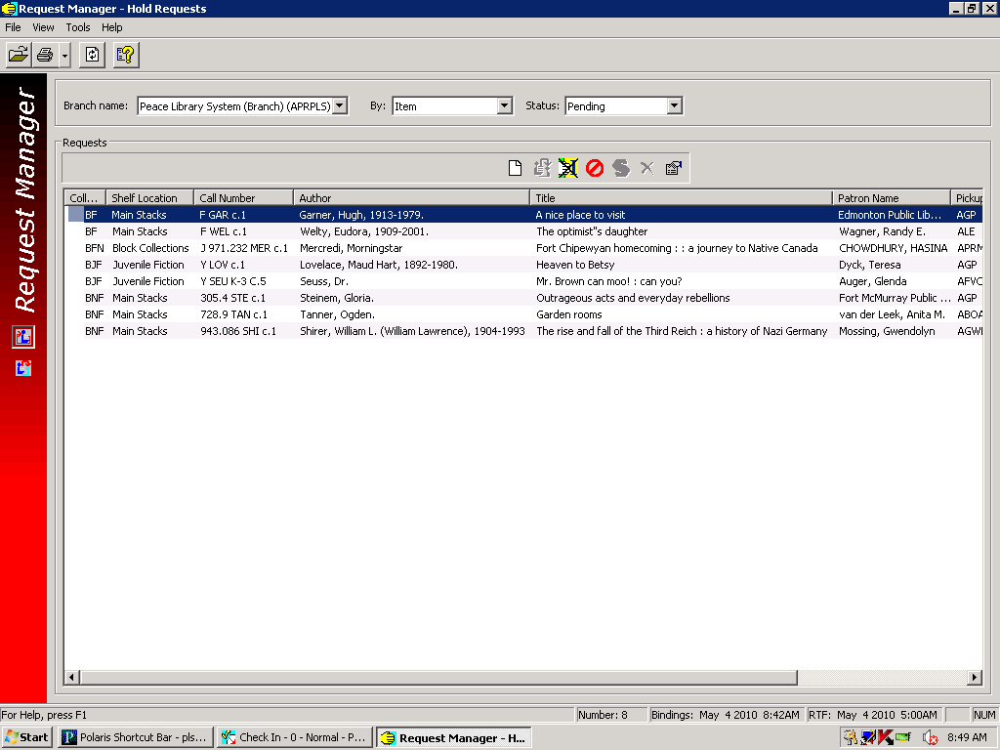 Request Manager - Hold Requests
File View Tools Help
Request Manager
Branch name: Peace Library System (Branch) (APRPLS) By: Item Status: Pending
Requests
Coll... Shelf Location Call Number Author Title Patron Name Pickup
BF Main Stacks F GAR c.1 Garner, Hugh, 1913-1979. A nice place to visit Edmonton Public Lib... AGP
BF Main Stacks F WEL c.1 Welty, Eudora, 1909-2001. The optimist"s daughter Wagner, Randy E. ALE
BFN Block Collections J 971.232 MER c.1 Mercredi, Morningstar Fort Chipewyan homecoming : : a journey to Native Canada CHOWDHURY, HASINA APRM
BJF Juvenile Fiction Y LOV c.1 Lovelace, Maud Hart, 1892-1980. Heaven to Betsy Dyck, Teresa AGP
BJF Juvenile Fiction Y SEU K-3 C.5 Seuss, Dr. Mr. Brown can moo! : can you? Auger, Glenda AFVC
BNF Main Stacks 305.4 STE c.1 Steinem, Gloria. Outrageous acts and everyday rebellions Fort McMurray Public ... AGP
BNF Main Stacks 728.9 TAN c.1 Tanner, Ogden. Garden rooms van der Leek, Anita M. ABOA
BNF Main Stacks 943.086 SHI c.1 Shirer, William L. (William Lawrence), 1904-1993 The rise and fall of the Third Reich : a history of Nazi Germany Mossing, Gwendolyn AGWI
For Help, press F1 Number: 8 Bindings: May 4 2010 8:42AM RTF: May 4 2010 5:00AM NUM
Start Polaris Shortcut Bar - pls... Check In - 0 - Normal - P... Request Manager - H... 8:49 AM